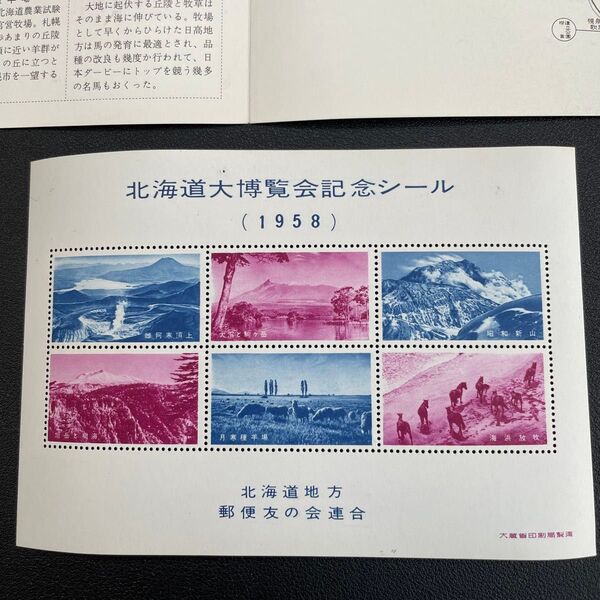 北海道農業試験
官営牧場。札幌
あまりの丘陵
に近い羊群が
の丘に立つと
市を一望する
大地に起伏する丘陵と牧草は
そのまま海に伸びている。牧場
として早くからひらけた日高地
方は馬の発育に最適とされ、品
種の改良も幾度か行われて、日
本ダービーにトップを競う幾多
の名馬もおくった。
北海道大博覧会記念シール
(1958)
雌阿寒頂上
大沼と駒ヶ岳
昭和新山
月寒種羊場
海浜放牧
北海道地方
郵便友の会連合
大蔵省印刷局製造